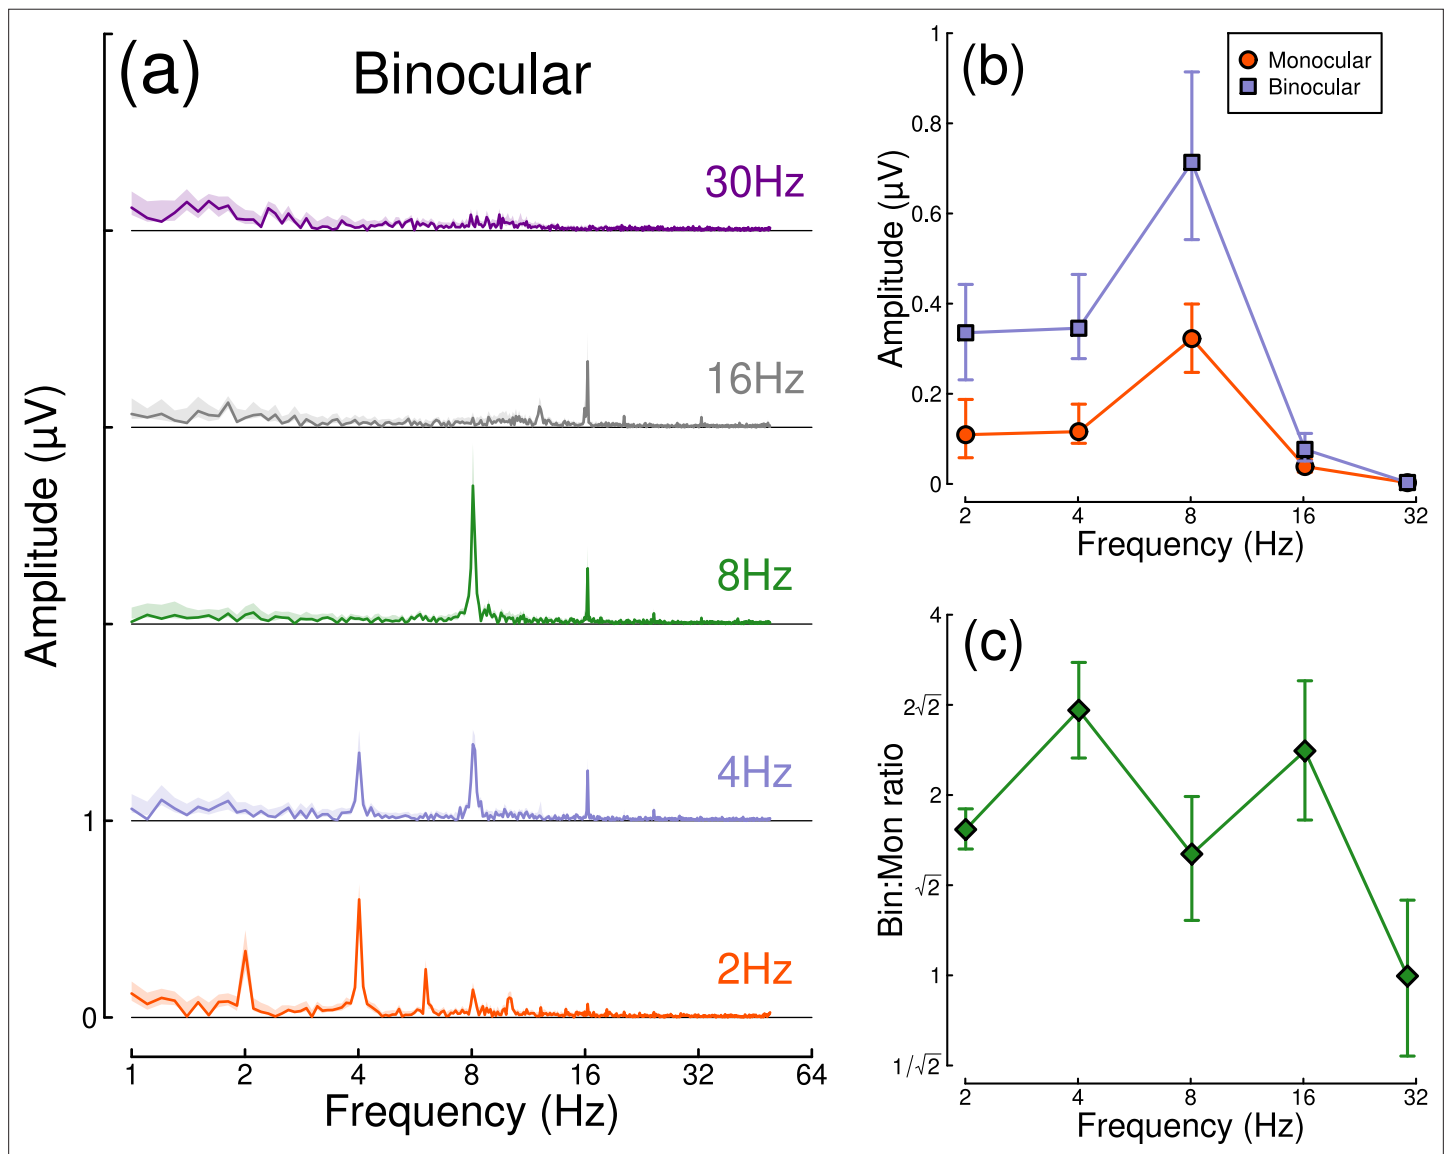 (a)
Binocular
30Hz
16Hz
8Hz
4Hz
2Hz
Amplitude (µV)
1
0
1 2 4 8 16 32 64
Frequency (Hz)
(b)
Monocular
Binocular
Amplitude (µV)
1
0.8
0.6
0.4
0.2
0
2 4 8 16 32
Frequency (Hz)
(c)
Bin:Mon ratio
4
2√2
2
√2
1
1/√2
2 4 8 16 32
Frequency (Hz)